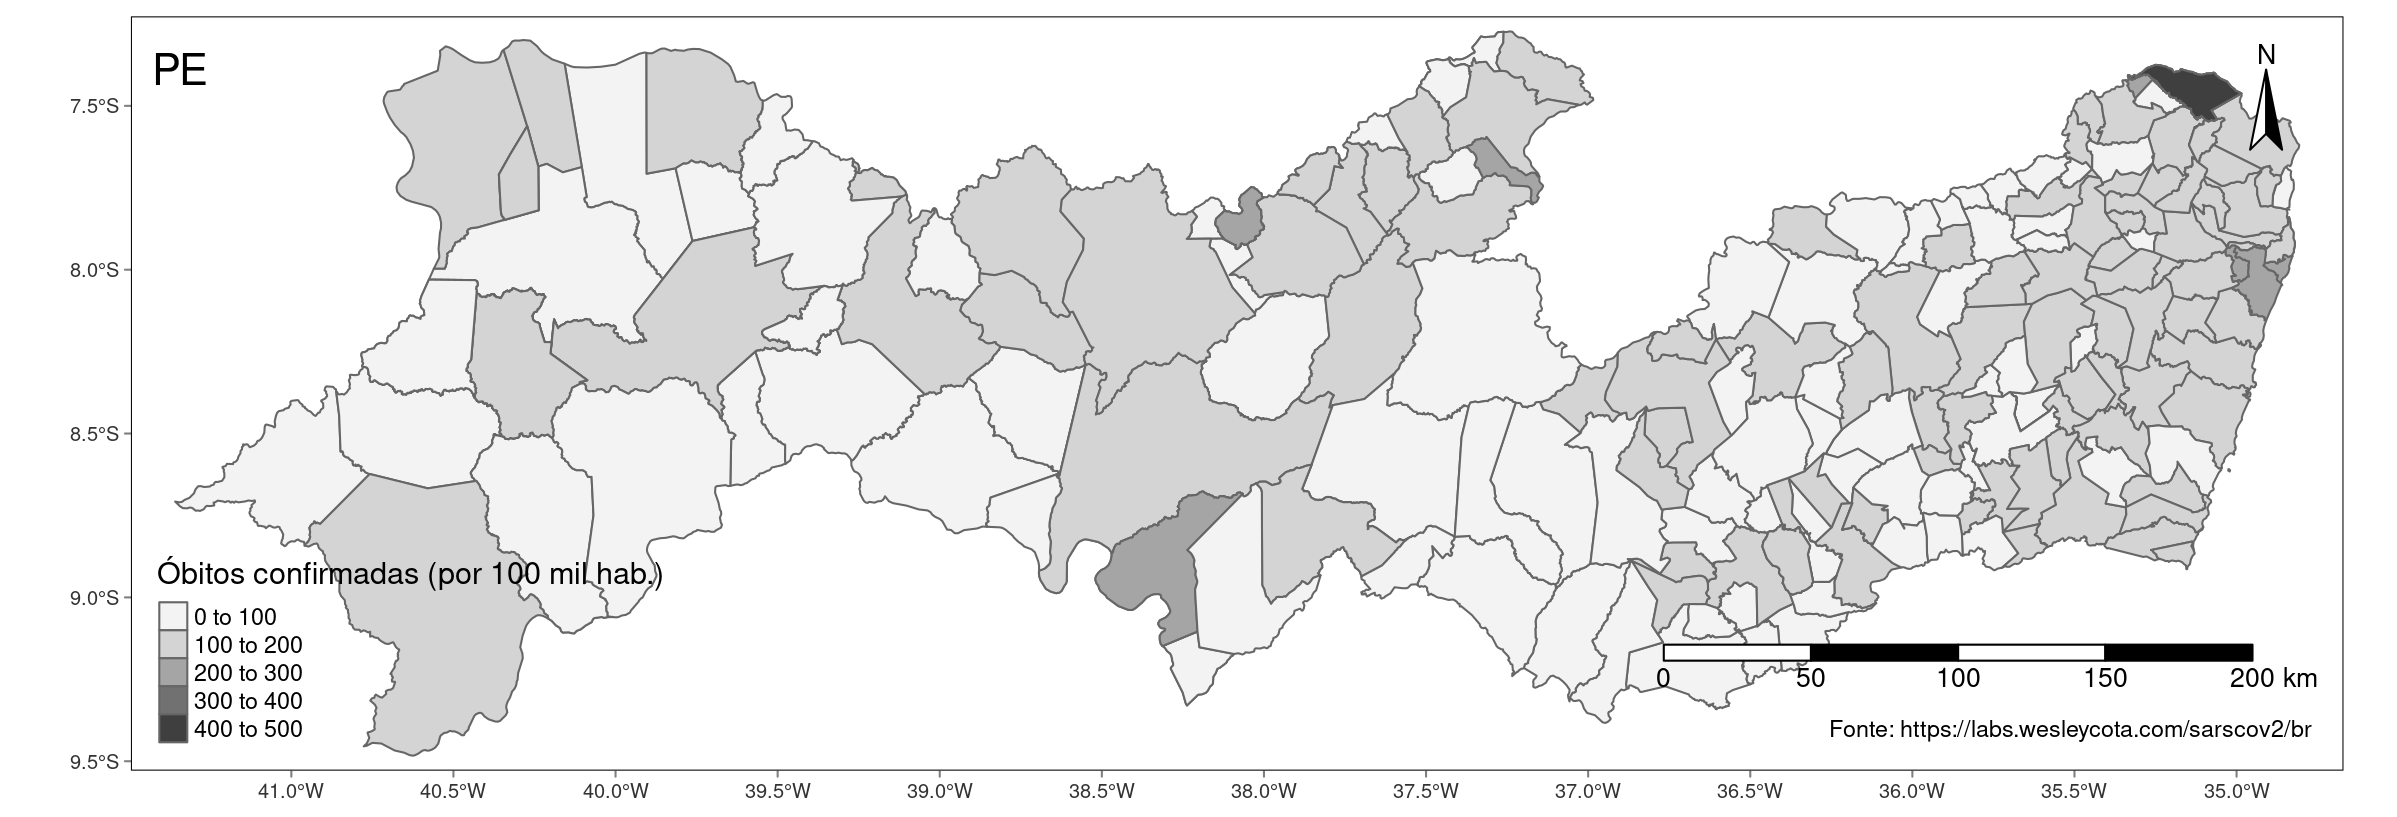 PE
N
7.5°S
8.0°S
8.5°S
9.0°S
9.5°S
Óbitos confirmadas (por 100 mil hab.)
0 to 100
100 to 200
200 to 300
300 to 400
400 to 500
0 50 100 150 200 km
Fonte: https://labs.wesleycota.com/sarscov2/br
41.0°W 40.5°W 40.0°W 39.5°W 39.0°W 38.5°W 38.0°W 37.5°W 37.0°W 36.5°W 36.0°W 35.5°W 35.0°W